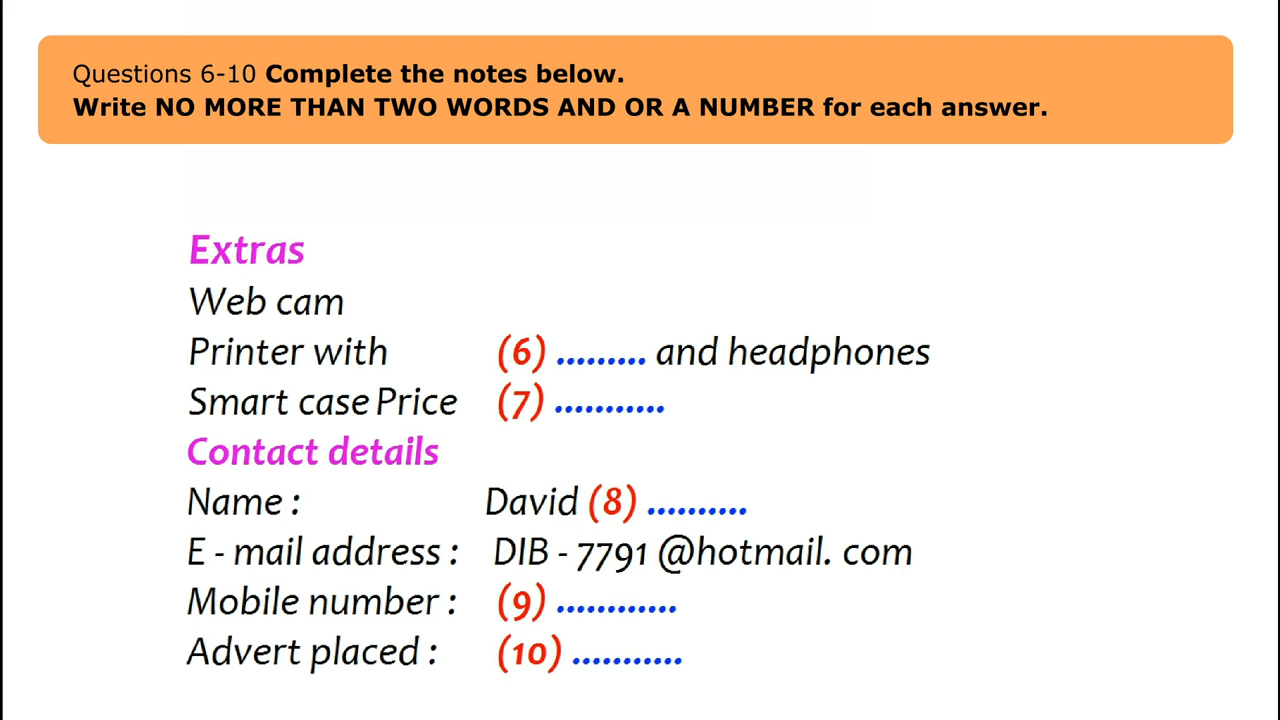 Questions 6-10 Complete the notes below.
Write NO MORE THAN TWO WORDS AND OR A NUMBER for each answer.
Extras
Web cam
Printer with (6) ......... and headphones
Smart case Price (7) ...........
Contact details
Name : David (8) ..........
E - mail address : DIB - 7791 @hotmail. com
Mobile number : (9) ............
Advert placed : (10) ...........